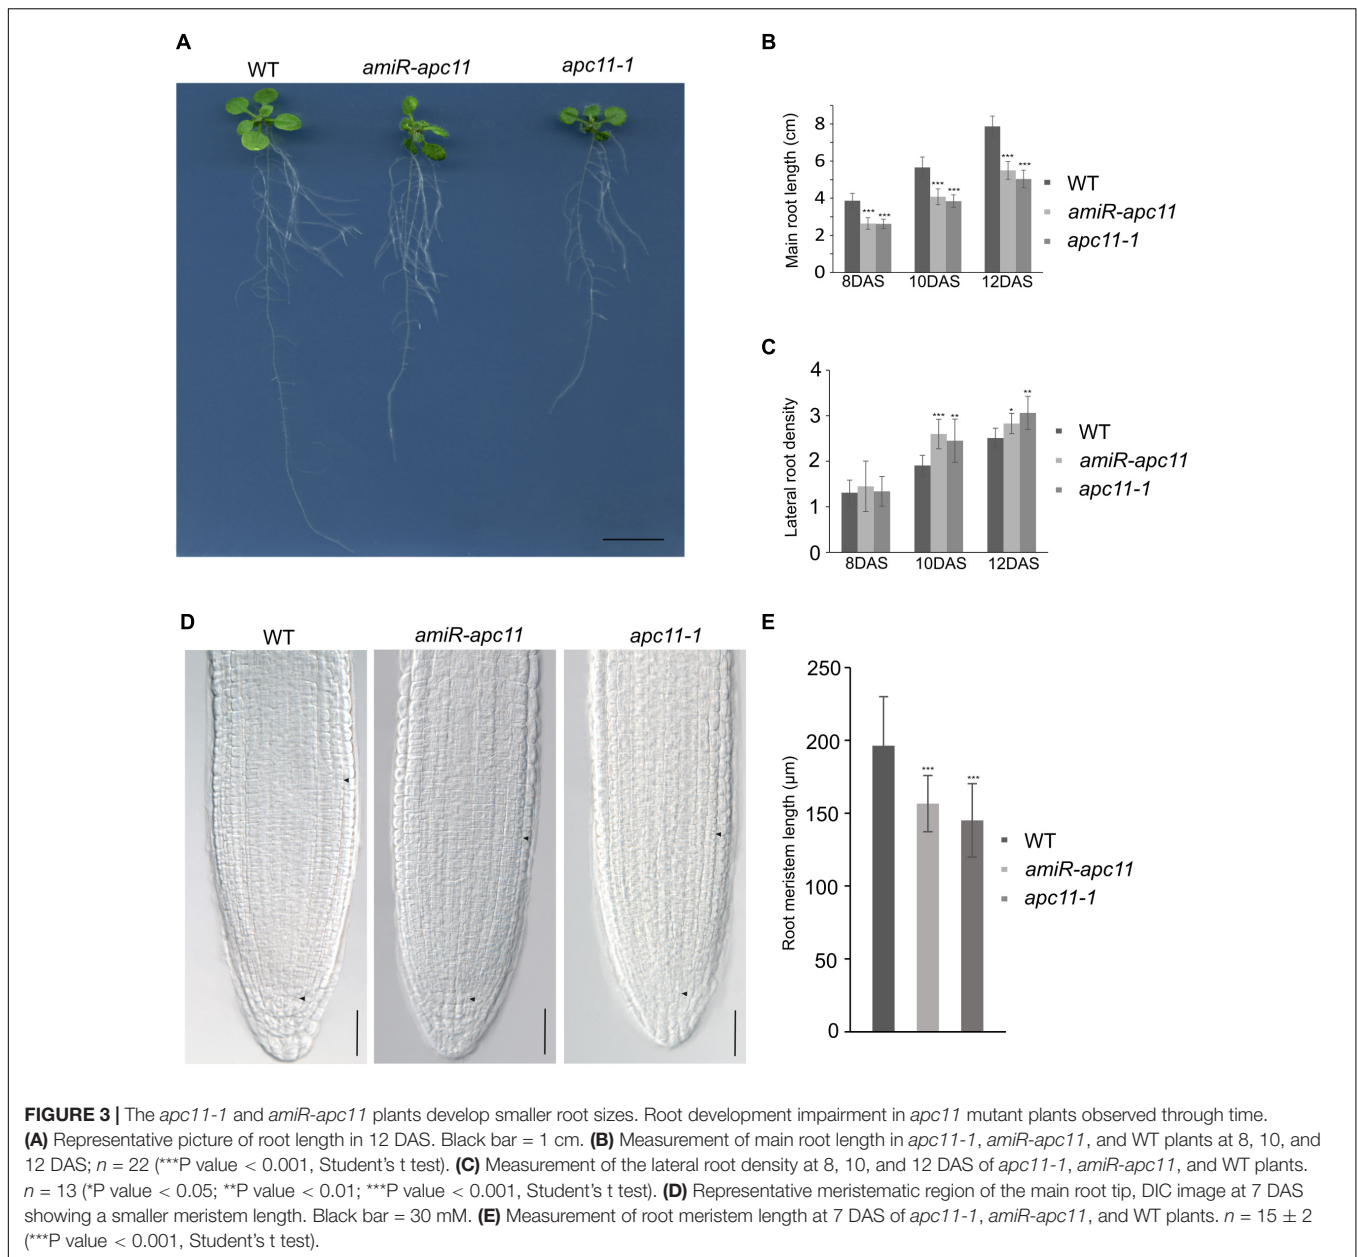 A
WT
amiR-apc11
apc11-1
B
Main root length (cm)
8
6
4
2
0
***
***
***
***
***
***
8DAS
10DAS
12DAS
WT
amiR-apc11
apc11-1
C
Lateral root density
4
3
2
1
0
***
**
*
**
8DAS
10DAS
12DAS
WT
amiR-apc11
apc11-1
D
WT
amiR-apc11
apc11-1
E
Root meristem length (µm)
250
200
150
100
50
0
***
***
WT
amiR-apc11
apc11-1
FIGURE 3 | The apc11-1 and amiR-apc11 plants develop smaller root sizes. Root development impairment in apc11 mutant plants observed through time.
(A) Representative picture of root length in 12 DAS. Black bar = 1 cm. (B) Measurement of main root length in apc11-1, amiR-apc11, and WT plants at 8, 10, and
12 DAS; n = 22 (***P value < 0.001, Student's t test). (C) Measurement of the lateral root density at 8, 10, and 12 DAS of apc11-1, amiR-apc11, and WT plants.
n = 13 (*P value < 0.05; **P value < 0.01; ***P value < 0.001, Student's t test). (D) Representative meristematic region of the main root tip, DIC image at 7 DAS
showing a smaller meristem length. Black bar = 30 mM. (E) Measurement of root meristem length at 7 DAS of apc11-1, amiR-apc11, and WT plants. n = 15 ± 2
(***P value < 0.001, Student's t test).